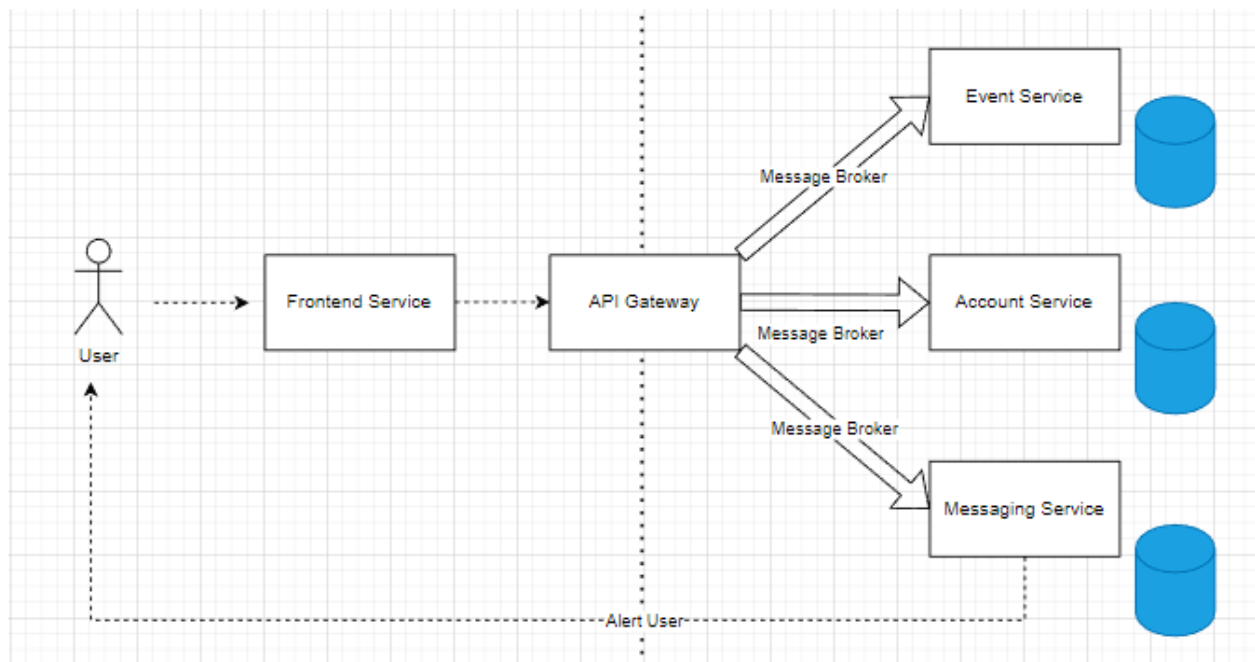 Event Service
Message Broker
User
Frontend Service
API Gateway
Account Service
Message Broker
Message Broker
Messaging Service
Alert User